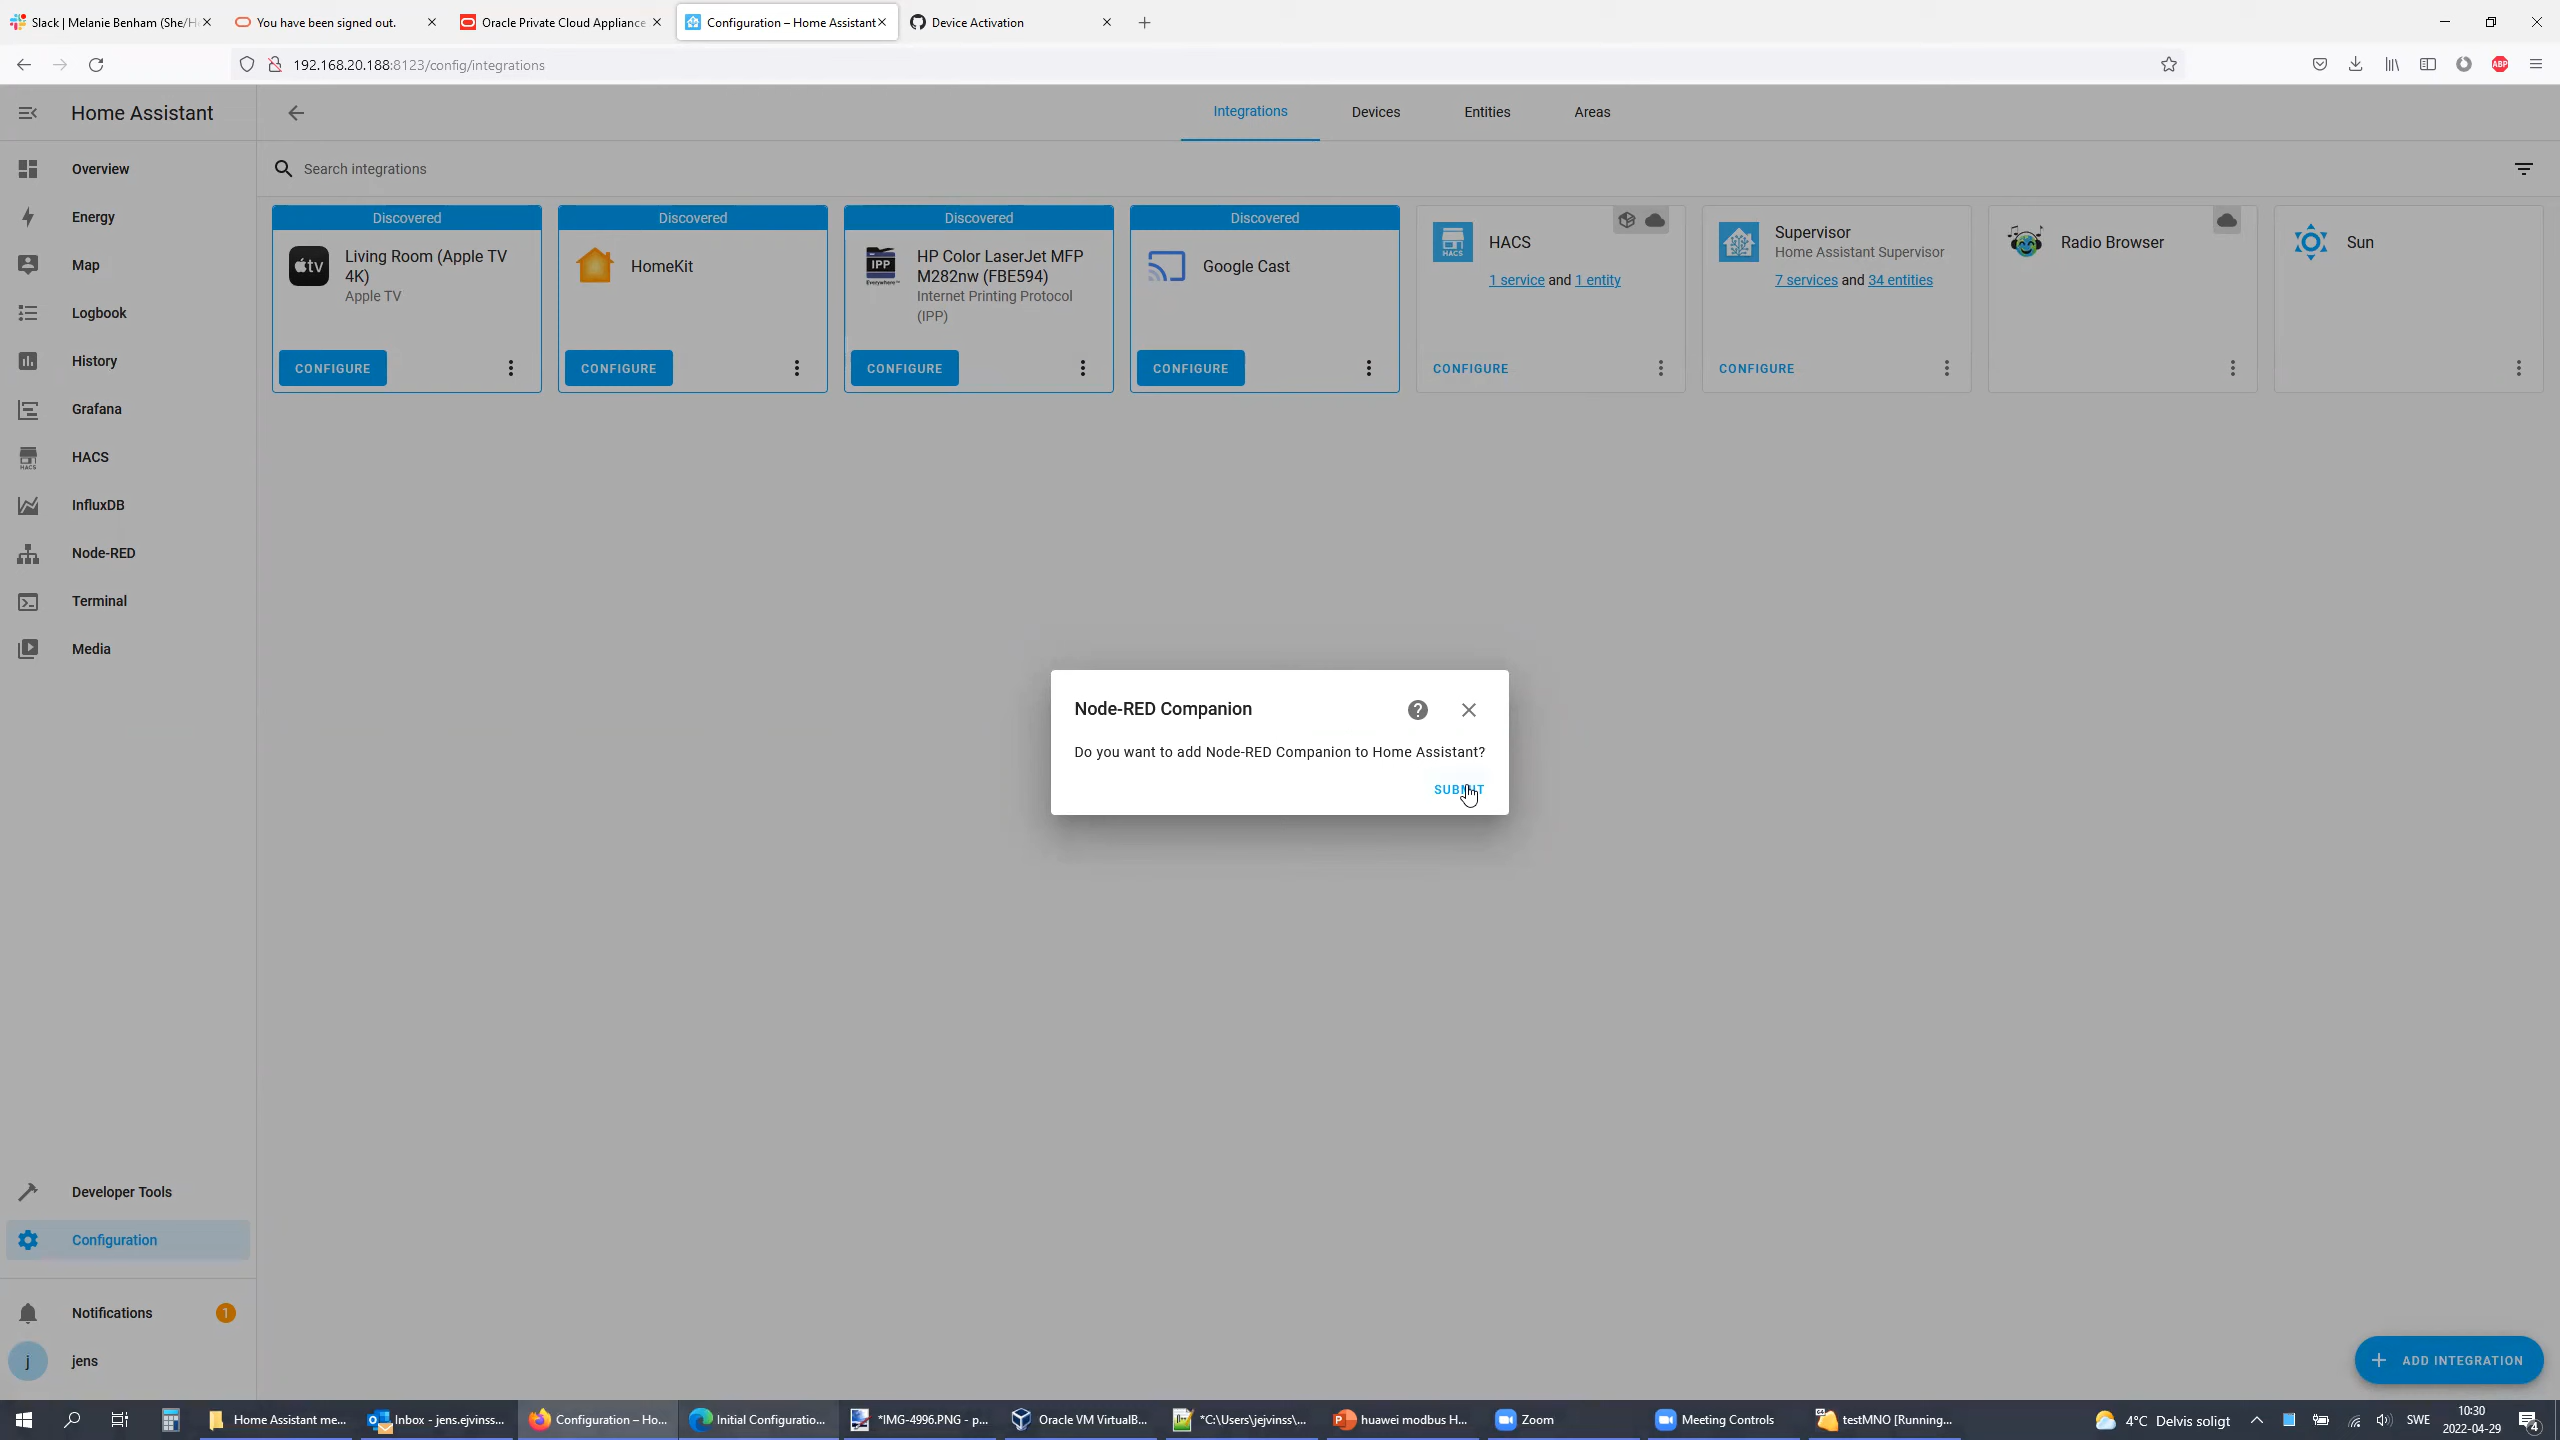 Slack | Melanie Benham (She/H
You have been signed out.
Oracle Private Cloud Appliance
Configuration – Home Assistant
Device Activation
192.168.20.188:8123/config/integrations
ABP
Home Assistant
Integrations
Devices
Entities
Areas
Search integrations
Overview
Energy
Map
Logbook
History
Grafana
HACS
InfluxDB
Node-RED
Terminal
Media
Discovered
tv
Living Room (Apple TV
4K)
Apple TV
CONFIGURE
Discovered
HomeKit
CONFIGURE
Discovered
IPP
HP Color LaserJet MFP
M282nw (FBE594)
Internet Printing Protocol
(IPP)
CONFIGURE
Discovered
Google Cast
CONFIGURE
HACS
HACS
1 service and 1 entity
CONFIGURE
Supervisor
Home Assistant Supervisor
7 services and 34 entities
CONFIGURE
Radio Browser
Sun
Node-RED Companion
Do you want to add Node-RED Companion to Home Assistant?
SUBMIT
Developer Tools
Configuration
Notifications
1
j
jens
ADD INTEGRATION
Home Assistant me...
Inbox - jens.ejvinss...
Configuration – Ho...
Initial Configuratio...
*IMG-4996.PNG - p...
Oracle VM VirtualB...
*C:\Users\jejvinss\...
huawei modbus H...
Zoom
Meeting Controls
testMNO [Running...
4°C Delvis soligt
SWE
10:30
2022-04-29
4